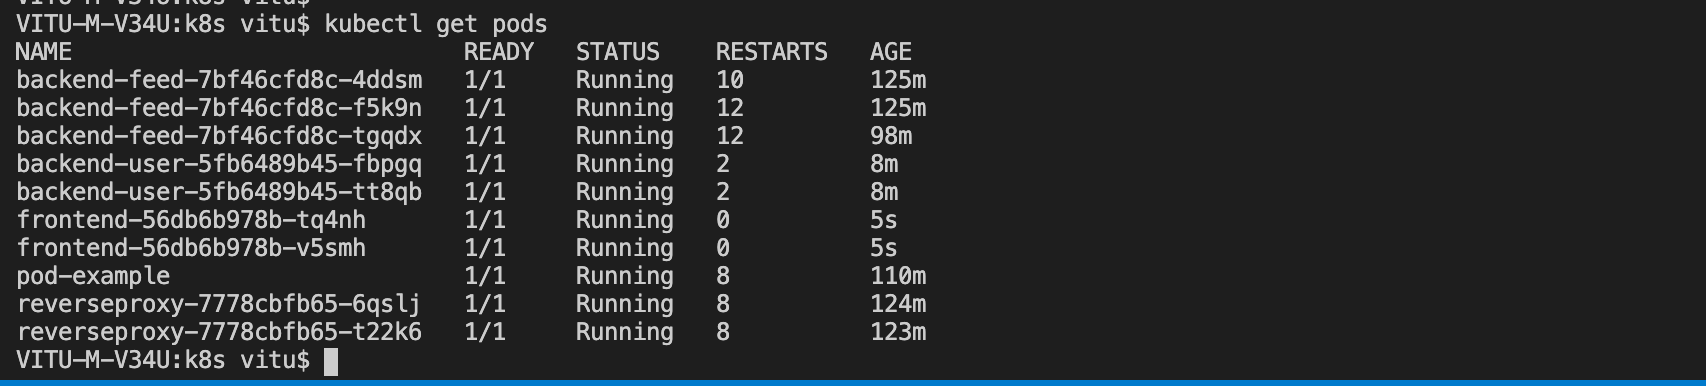 VITU-M-V34U:k8s vitu$ kubectl get pods
NAME READY STATUS RESTARTS AGE
backend-feed-7bf46cfd8c-4ddsm 1/1 Running 10 125m
backend-feed-7bf46cfd8c-f5k9n 1/1 Running 12 125m
backend-feed-7bf46cfd8c-tgqdx 1/1 Running 12 98m
backend-user-5fb6489b45-fbpgq 1/1 Running 2 8m
backend-user-5fb6489b45-tt8qb 1/1 Running 2 8m
frontend-56db6b978b-tq4nh 1/1 Running 0 5s
frontend-56db6b978b-v5smh 1/1 Running 0 5s
pod-example 1/1 Running 8 110m
reverseproxy-7778cbfb65-6qslj 1/1 Running 8 124m
reverseproxy-7778cbfb65-t22k6 1/1 Running 8 123m
VITU-M-V34U:k8s vitu$